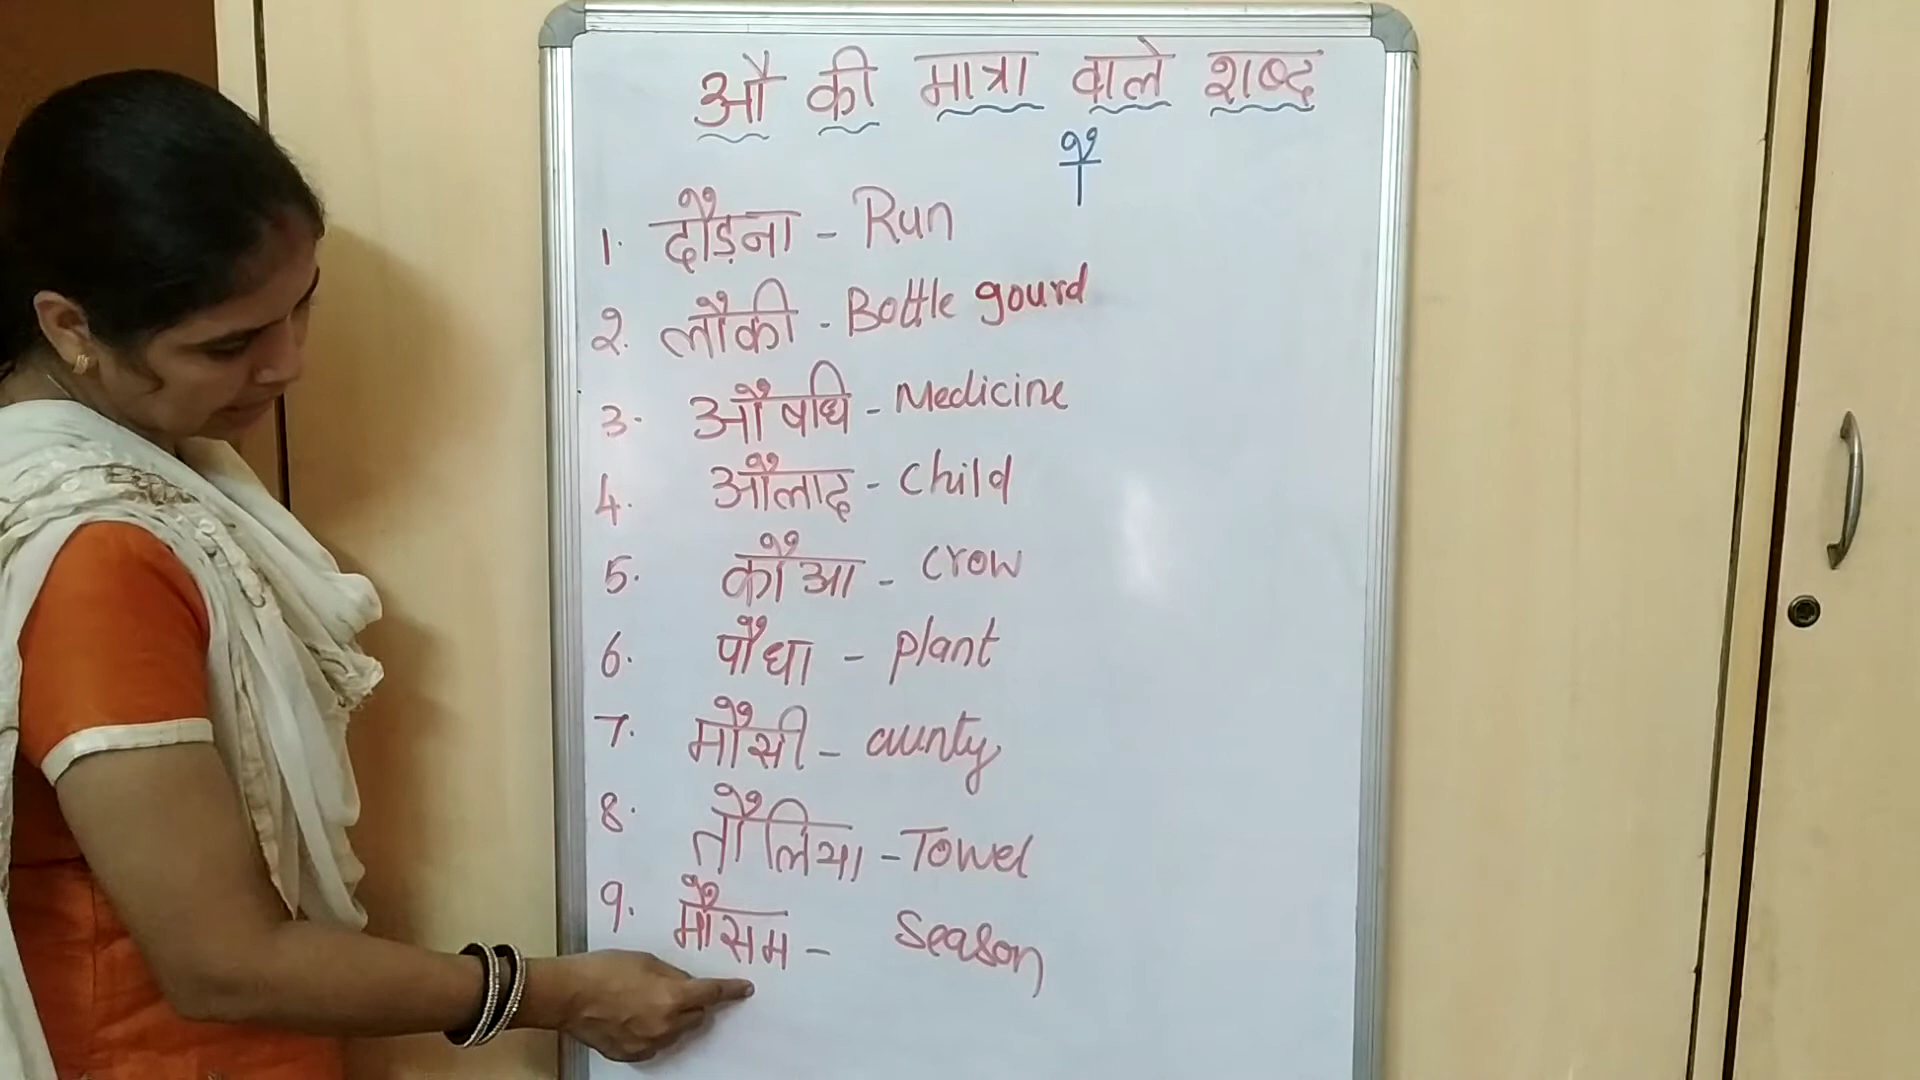 औ की मात्रा वाले शब्द
ौ
1. दौड़ना - Run
2. लौकी - Bottle gourd
3. औषधि - Medicine
4. औलाद - child
5. कौआ - crow
6. पौधा - plant
7. मौसी - aunty
8. तौलिया - Towel
9. मौसम - season